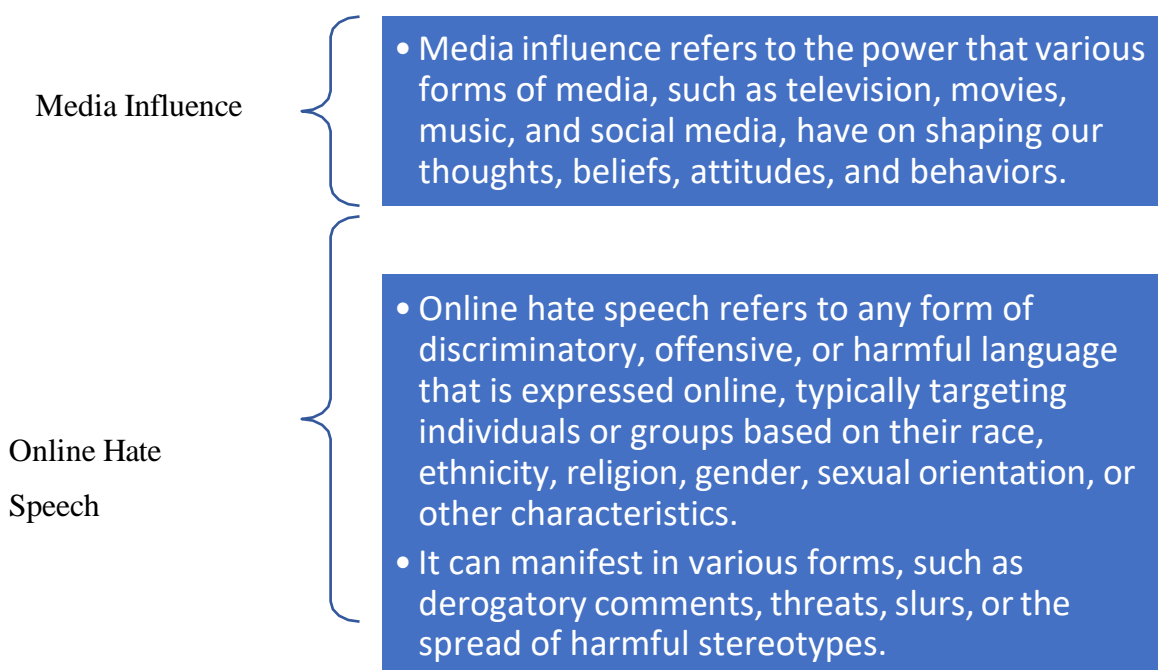 Media Influence
• Media influence refers to the power that various
forms of media, such as television, movies,
music, and social media, have on shaping our
thoughts, beliefs, attitudes, and behaviors.
Online Hate
Speech
• Online hate speech refers to any form of
discriminatory, offensive, or harmful language
that is expressed online, typically targeting
individuals or groups based on their race,
ethnicity, religion, gender, sexual orientation, or
other characteristics.
• It can manifest in various forms, such as
derogatory comments, threats, slurs, or the
spread of harmful stereotypes.